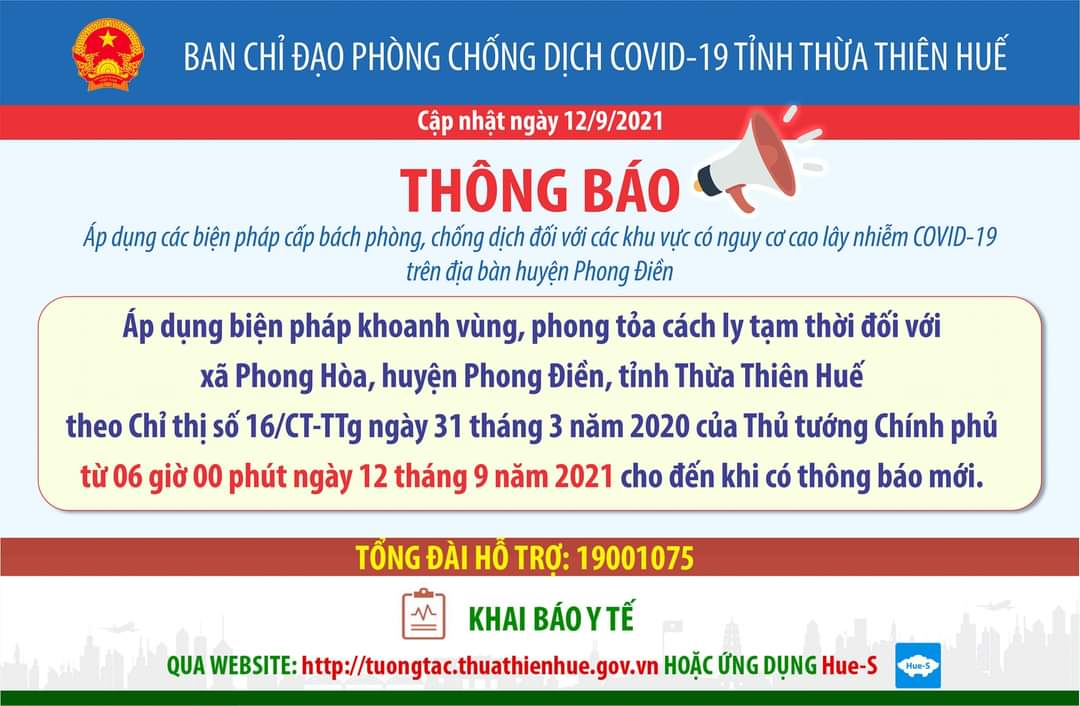 BAN CHỈ ĐẠO PHÒNG CHỐNG DỊCH COVID-19 TỈNH THỪA THIÊN HUẾ
Cập nhật ngày 12/9/2021
THÔNG BÁO
Áp dụng các biện pháp cấp bách phòng, chống dịch đối với các khu vực có nguy cơ cao lây nhiễm COVID-19
trên địa bàn huyện Phong Điền
Áp dụng biện pháp khoanh vùng, phong tỏa cách ly tạm thời đối với
xã Phong Hòa, huyện Phong Điền, tỉnh Thừa Thiên Huế
theo Chỉ thị số 16/CT-TTg ngày 31 tháng 3 năm 2020 của Thủ tướng Chính phủ
từ 06 giờ 00 phút ngày 12 tháng 9 năm 2021 cho đến khi có thông báo mới.
TỔNG ĐÀI HỖ TRỢ: 19001075
KHAI BÁO Y TẾ
QUA WEBSITE: http://tuongtac.thuathienhue.gov.vn HOẶC ỨNG DỤNG Hue-S
Hue-S